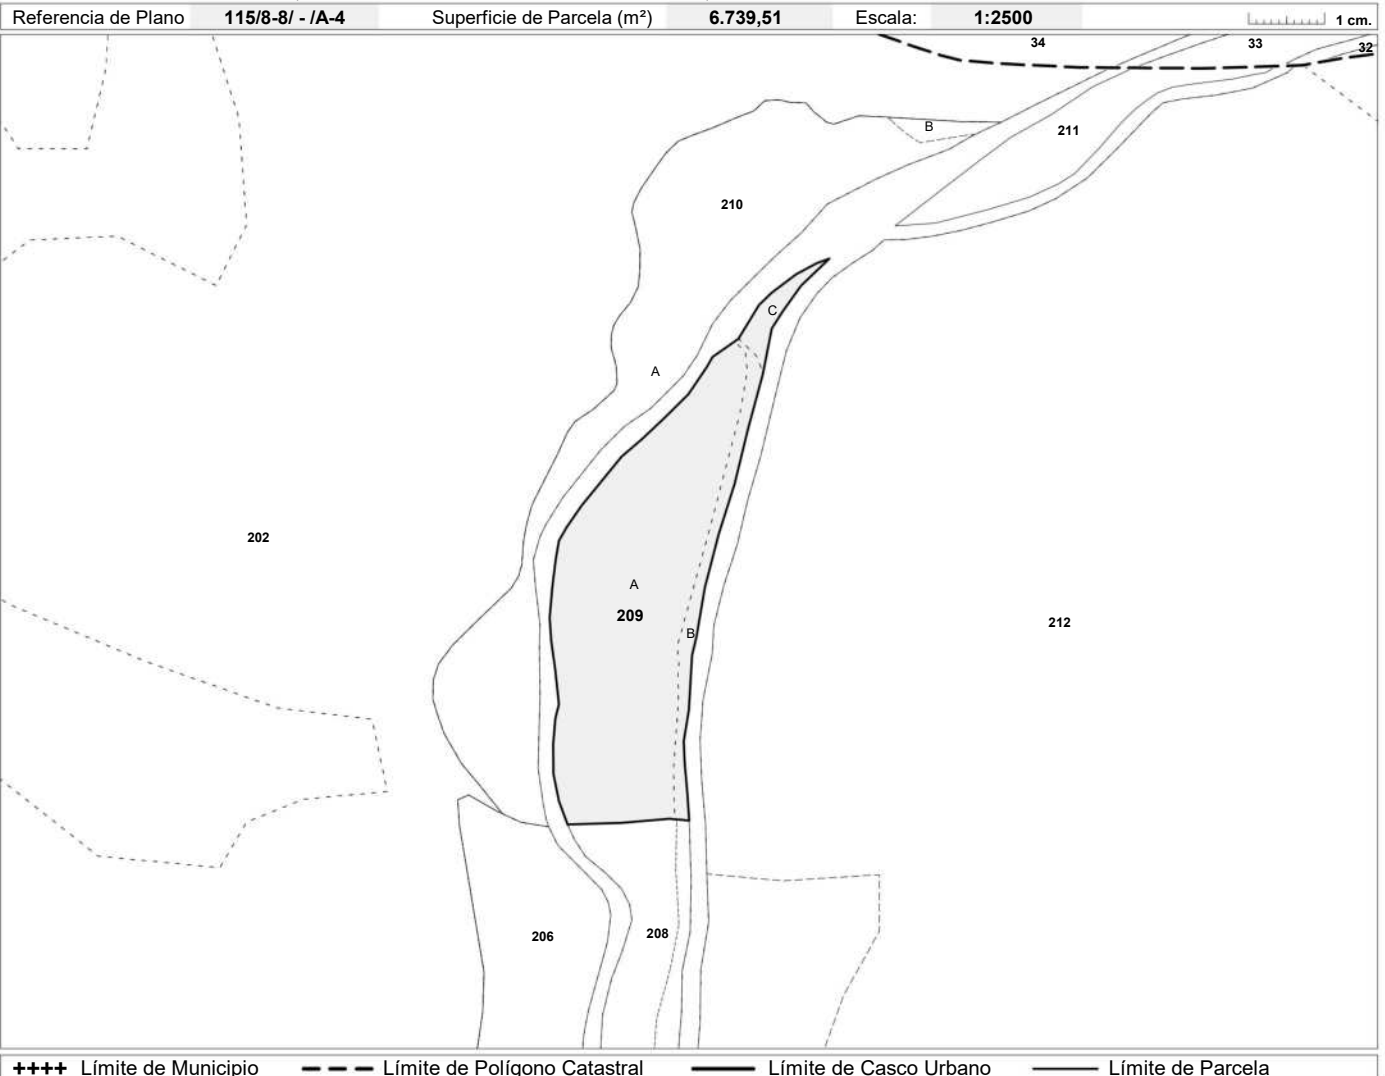 Referencia de Plano 115/8-8/ - /A-4 Superficie de Parcela (m²) 6.739,51 Escala: 1:2500 1 cm.
34 33 32
B 211
210
C
A
202
A
209 212
B
206 208
++++ Límite de Municipio Límite de Polígono Catastral Límite de Casco Urbano Límite de Parcela